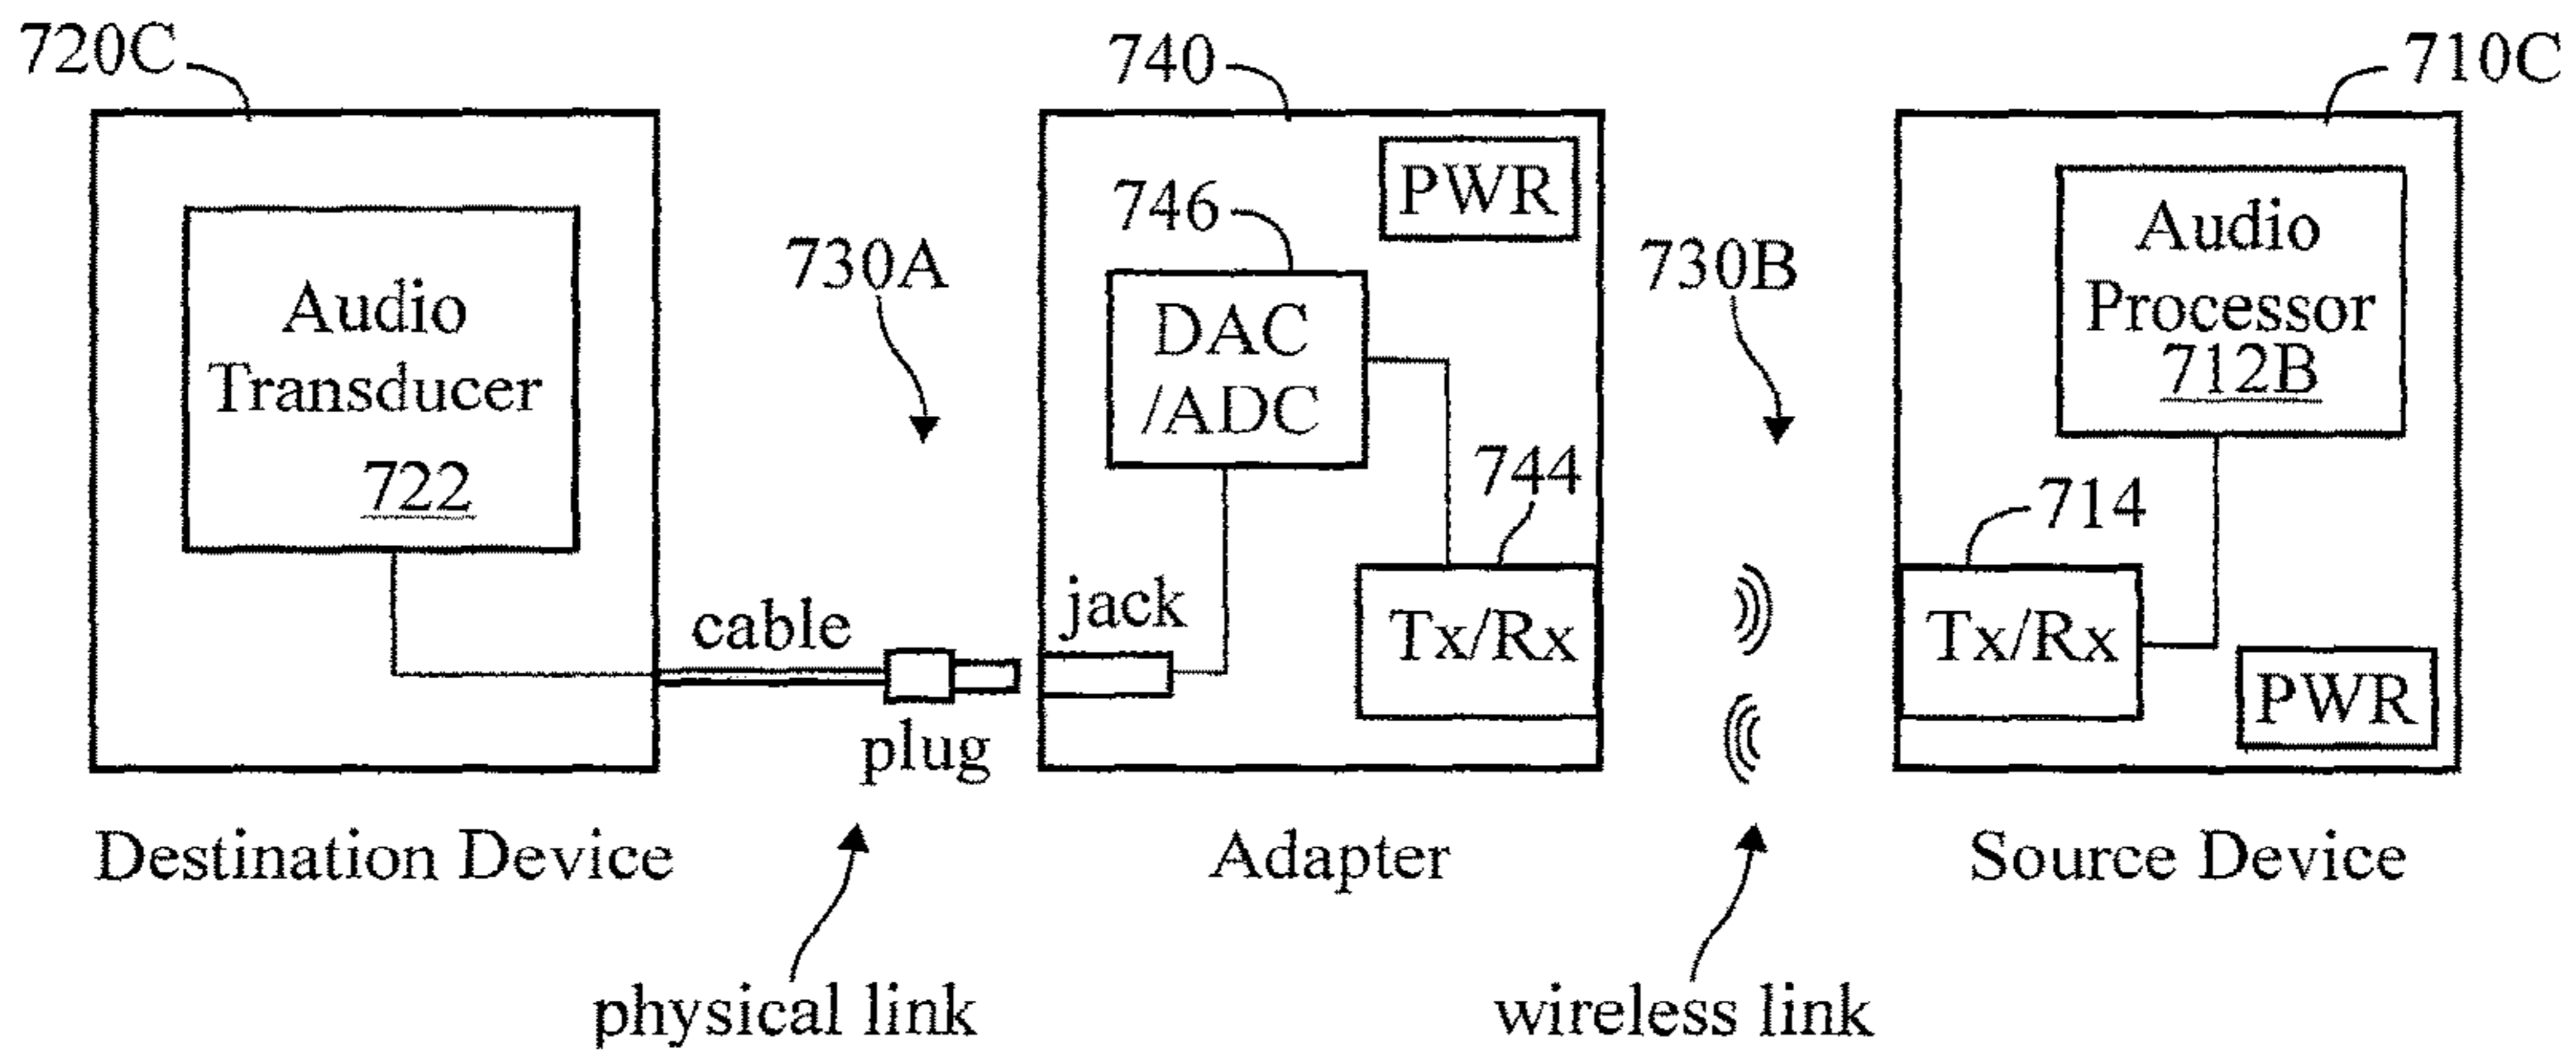 720C
740
710C
PWR
746
730A
730B
Audio
Processor
712B
Audio
Transducer
722
DAC
/ADC
744
714
cable
jack
Tx/Rx
Tx/Rx
PWR
plug
Destination Device
Adapter
Source Device
physical link
wireless link